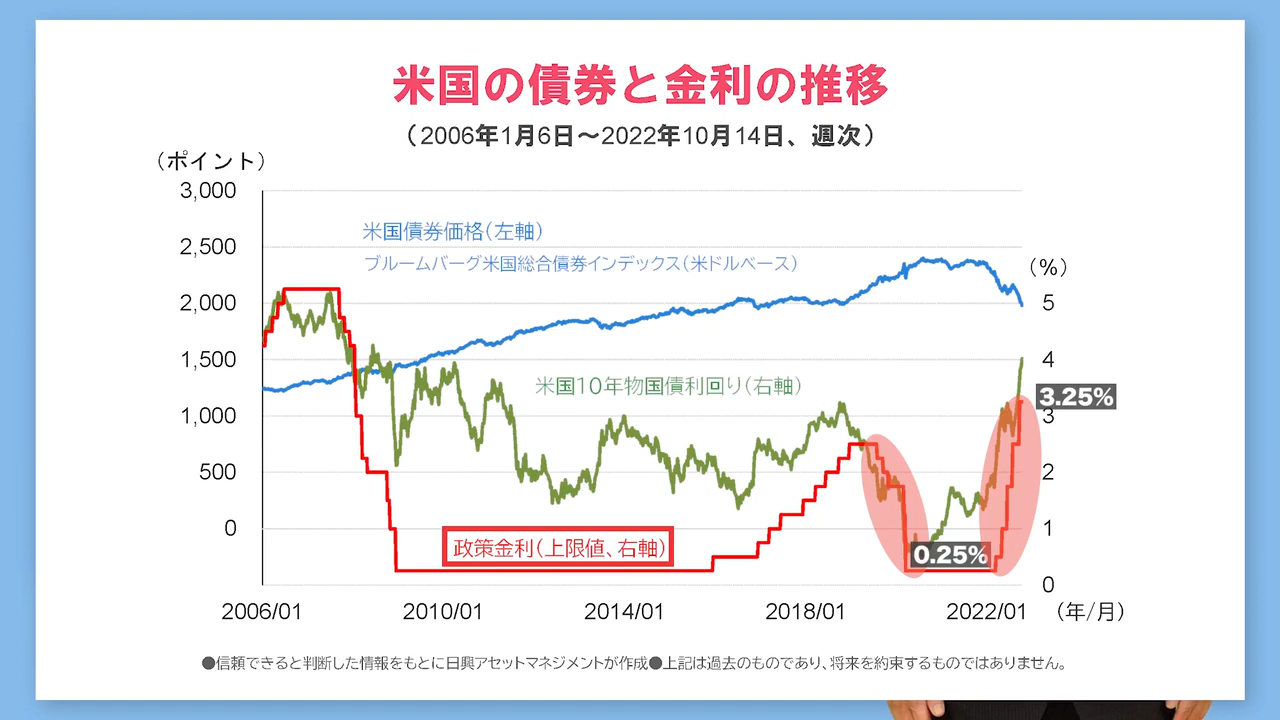 米国の債券と金利の推移
（2006年1月6日～2022年10月14日、週次）
（ポイント）
3,000
2,500
2,000
1,500
1,000
500
0
米国債券価格（左軸）
ブルームバーグ米国総合債券インデックス（米ドルベース）
米国10年物国債利回り（右軸）
政策金利（上限値、右軸）
0.25%
3.25%
（%）
5
4
3
2
1
0
2006/01 2010/01 2014/01 2018/01 2022/01 （年/月）
●信頼できると判断した情報をもとに日興アセットマネジメントが作成●上記は過去のものであり、将来を約束するものではありません。